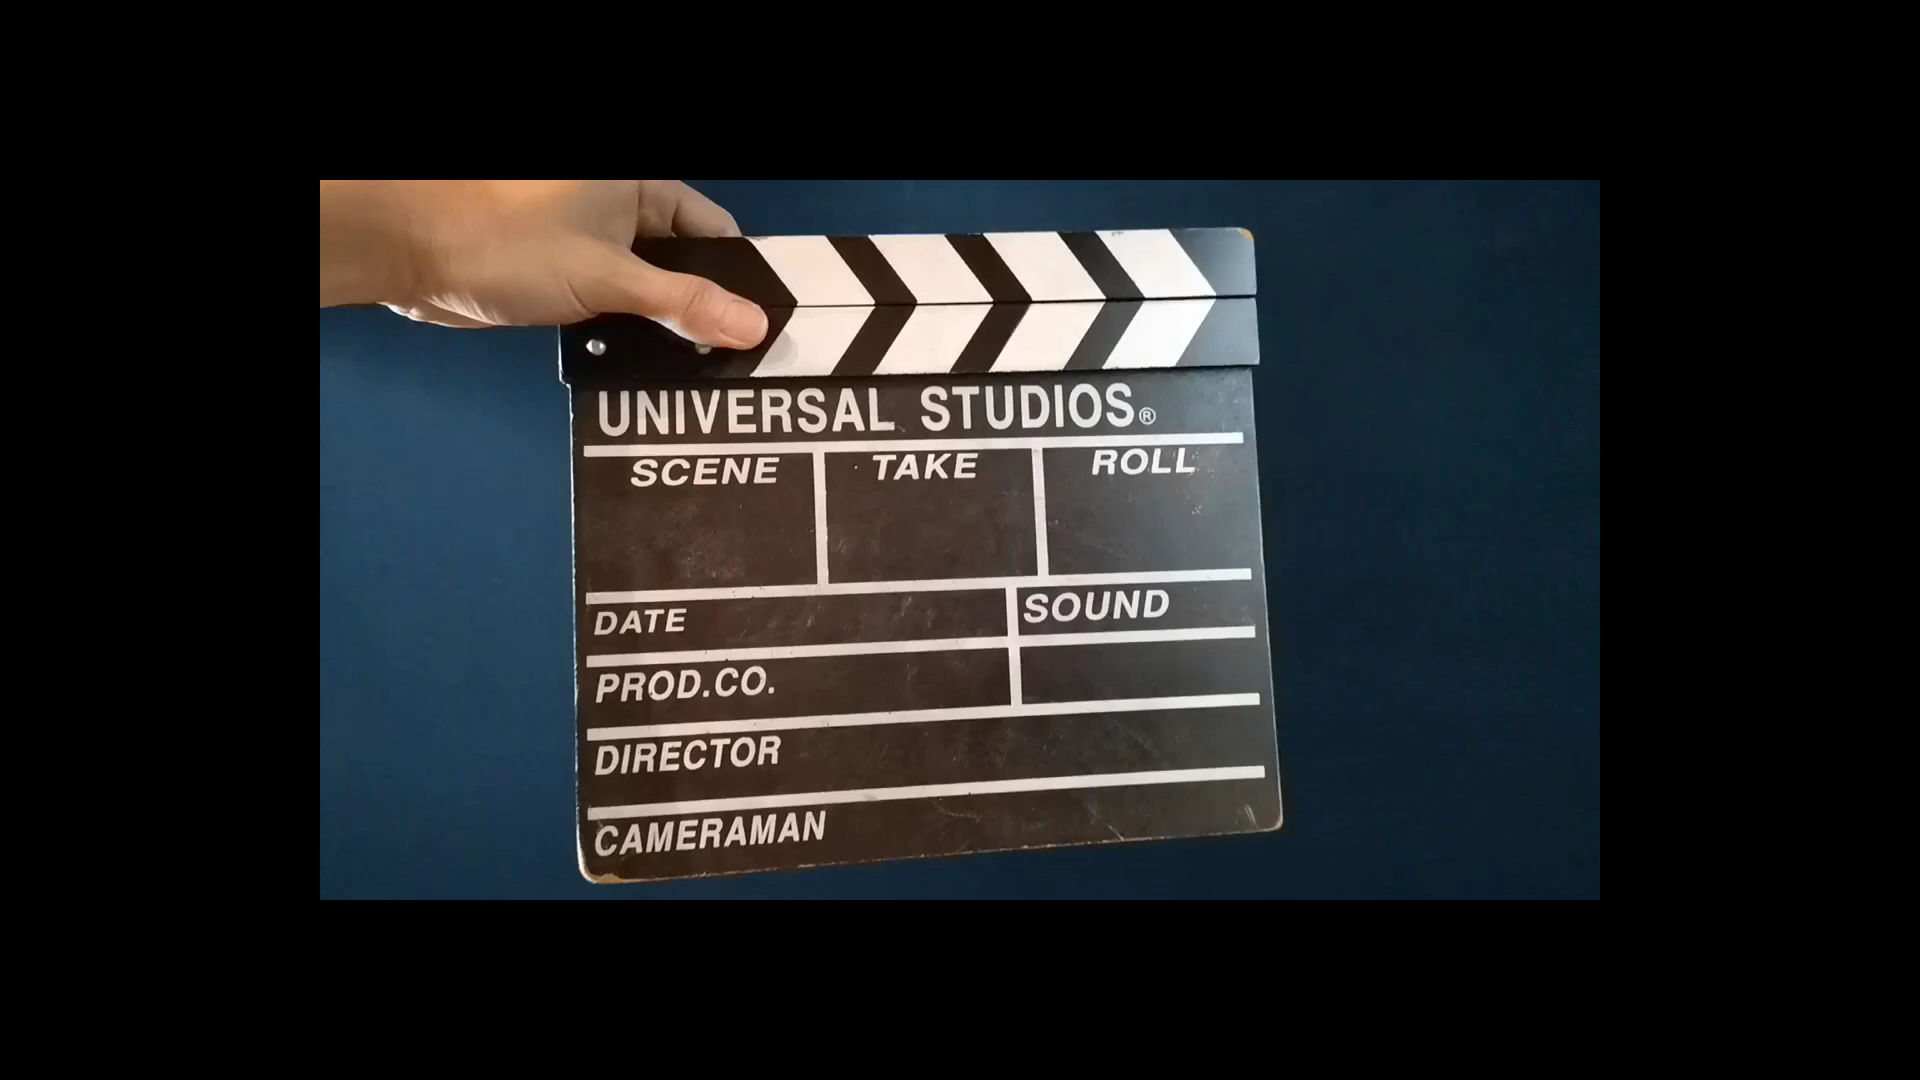 UNIVERSAL STUDIOS®
SCENE TAKE ROLL
DATE SOUND
PROD.CO.
DIRECTOR
CAMERAMAN